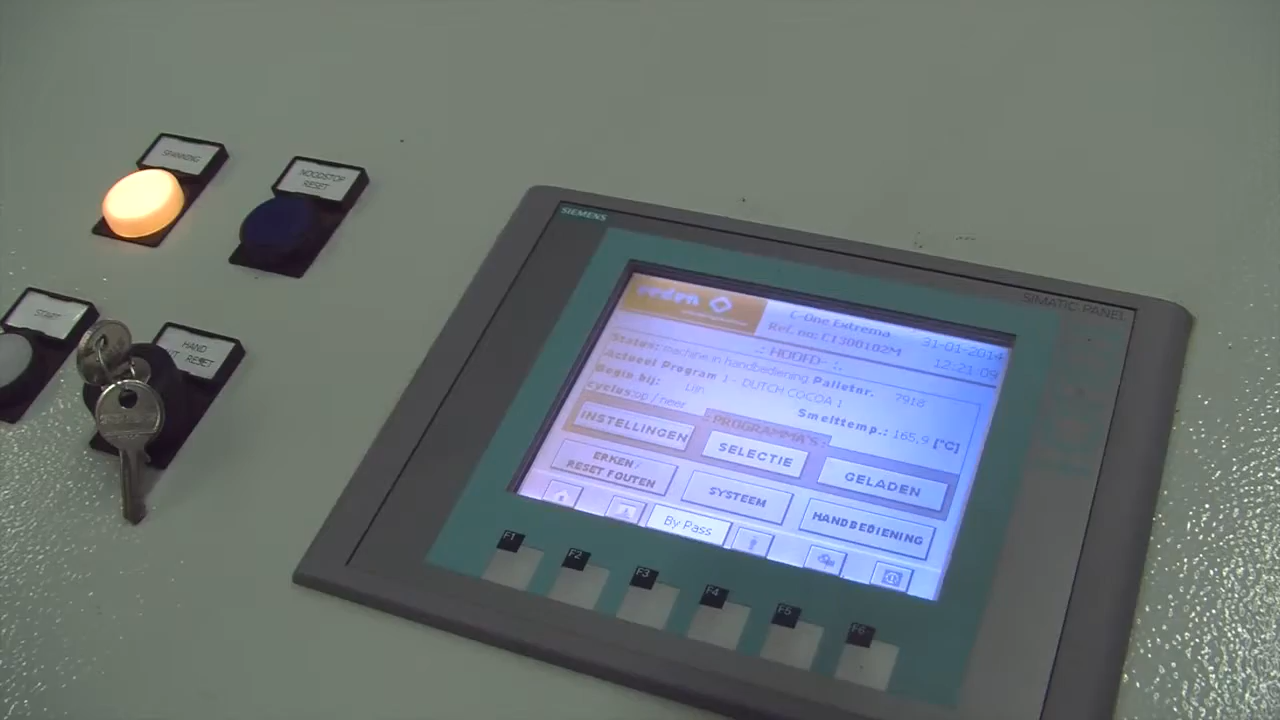 SPANNING
NOODSTOP
RESET
START
HAND
RESET
SIEMENS
SIMATIC PANEL
C-One Extrema
Ref. no: C1300102M
31-01-2014
12:21:09
.: HOOFD :.
Status: machine in handbediening
Actueel Program 1 - DUTCH COCOA 1
Palletnr. 7918
Begin bij: Lijn
cyclus: op / neer
Smelttemp.: 165,9 [°C]
PROGRAMMA'S:
INSTELLINGEN
SELECTIE
GELADEN
ERKEN/
RESET FOUTEN
SYSTEEM
HANDBEDIENING
By Pass
F1
F2
F3
F4
F5
F6